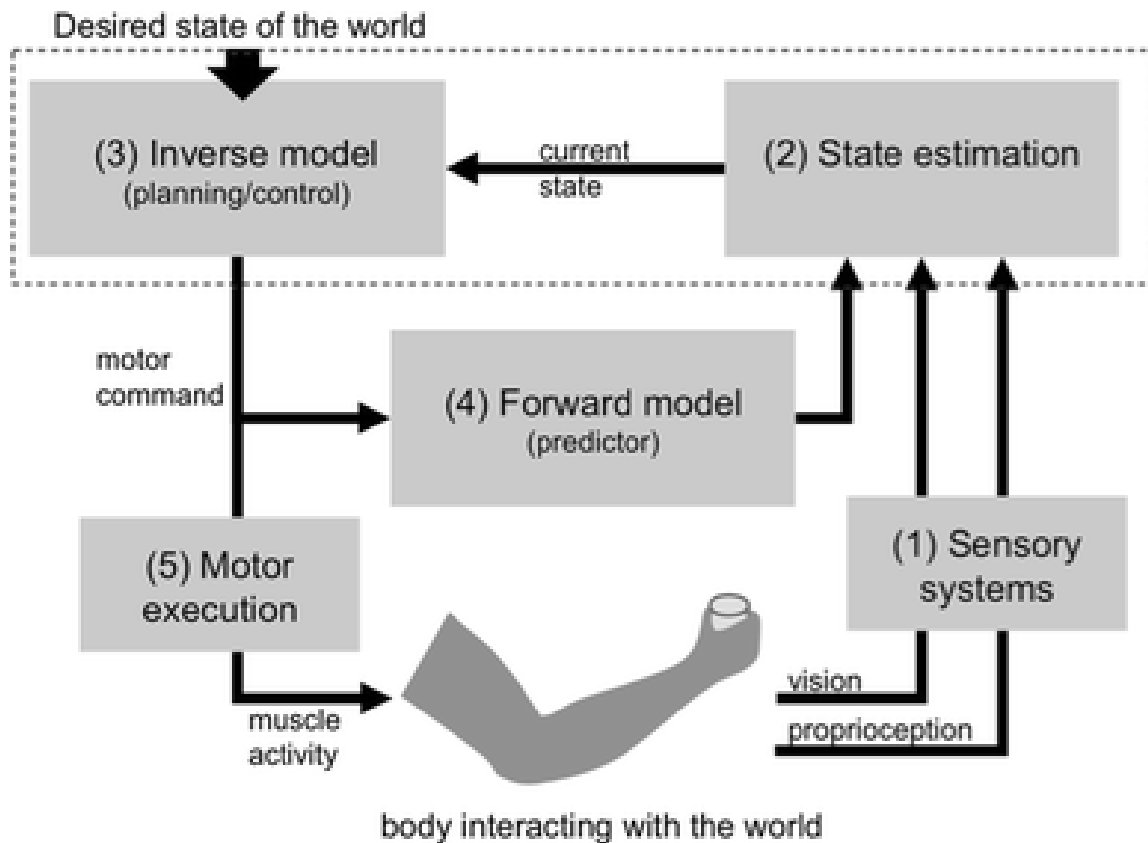 Desired state of the world
(3) Inverse model
(planning/control)
current
state
(2) State estimation
motor
command
(4) Forward model
(predictor)
(5) Motor
execution
(1) Sensory
systems
muscle
activity
vision
proprioception
body interacting with the world